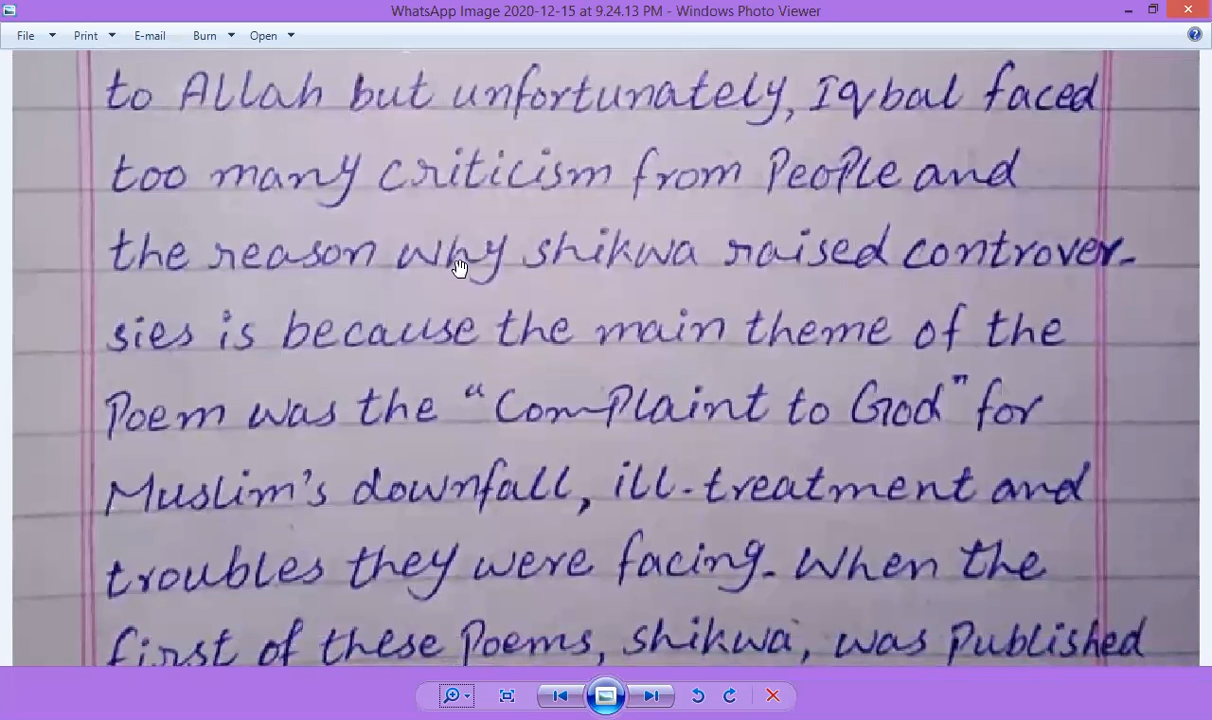 WhatsApp Image 2020-12-15 at 9.24.13 PM - Windows Photo Viewer
File Print E-mail Burn Open
to Allah but unfortunately, Iqbal faced
too many criticism from People and
the reason why shikwa raised controver-
sies is because the main theme of the
Poem was the "Complaint to God" for
Muslim's downfall, ill-treatment and
troubles they were facing. When the
first of these Poems, shikwa, was Published